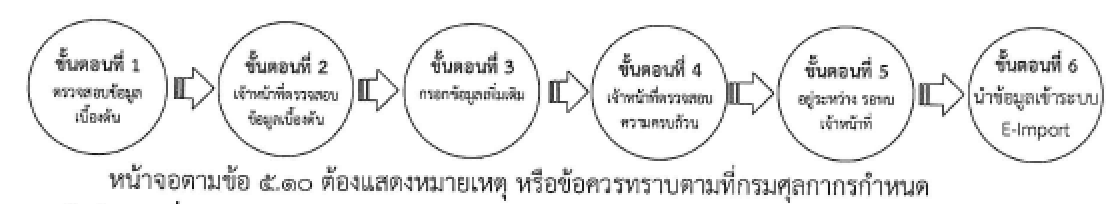 ขั้นตอนที่ 1
ตรวจสอบข้อมูล
เบื้องต้น
ขั้นตอนที่ 2
เจ้าหน้าที่ตรวจสอบ
ข้อมูลเบื้องต้น
ขั้นตอนที่ 3
กรอกข้อมูลเพิ่มเติม
ขั้นตอนที่ 4
เจ้าหน้าที่ตรวจสอบ
ความครบถ้วน
ขั้นตอนที่ 5
อยู่ระหว่าง รอพบ
เจ้าหน้าที่
ขั้นตอนที่ 6
นำข้อมูลเข้าระบบ
E-Import
หน้าจอตามข้อ ๕.๑๐ ต้องแสดงหมายเหตุ หรือข้อควรทราบตามที่กรมศุลกากรกำหนด